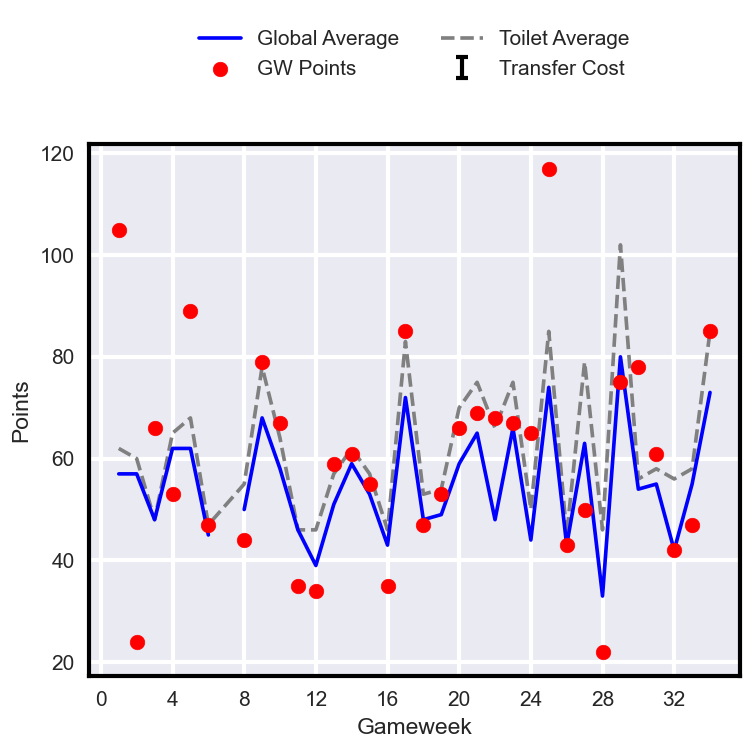 Global Average
Toilet Average
GW Points
Transfer Cost
120
100
80
60
40
20
Points
0 4 8 12 16 20 24 28 32
Gameweek